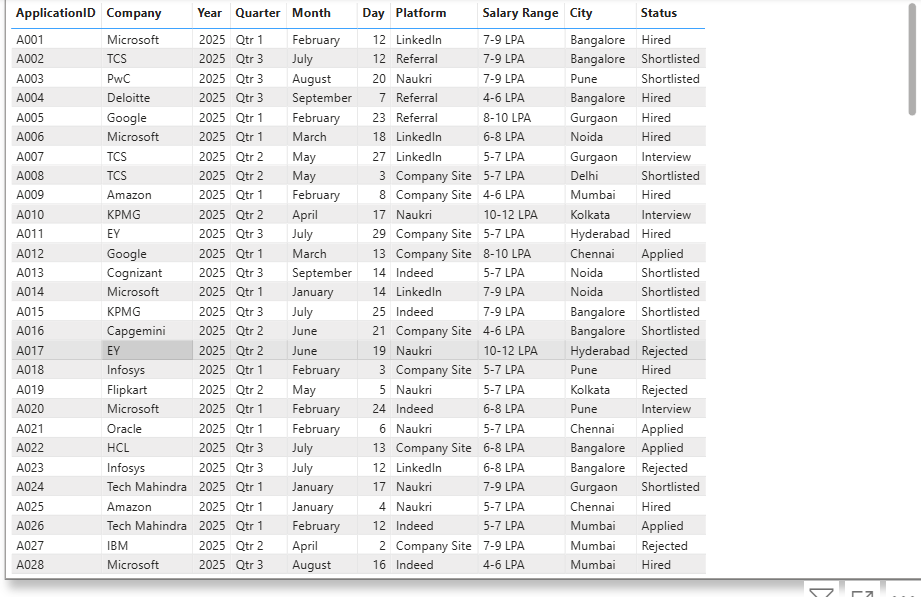 ApplicationID Company Year Quarter Month Day Platform Salary Range City Status
A001 Microsoft 2025 Qtr 1 February 12 LinkedIn 7-9 LPA Bangalore Hired
A002 TCS 2025 Qtr 3 July 12 Referral 7-9 LPA Bangalore Shortlisted
A003 PwC 2025 Qtr 3 August 20 Naukri 7-9 LPA Pune Shortlisted
A004 Deloitte 2025 Qtr 3 September 7 Referral 4-6 LPA Bangalore Hired
A005 Google 2025 Qtr 1 February 23 Referral 8-10 LPA Gurgaon Hired
A006 Microsoft 2025 Qtr 1 March 18 LinkedIn 6-8 LPA Noida Hired
A007 TCS 2025 Qtr 2 May 27 LinkedIn 5-7 LPA Gurgaon Interview
A008 TCS 2025 Qtr 2 May 3 Company Site 5-7 LPA Delhi Shortlisted
A009 Amazon 2025 Qtr 1 February 8 Company Site 4-6 LPA Mumbai Hired
A010 KPMG 2025 Qtr 2 April 17 Naukri 10-12 LPA Kolkata Interview
A011 EY 2025 Qtr 3 July 29 Company Site 5-7 LPA Hyderabad Hired
A012 Google 2025 Qtr 1 March 13 Company Site 8-10 LPA Chennai Applied
A013 Cognizant 2025 Qtr 3 September 14 Indeed 5-7 LPA Noida Shortlisted
A014 Microsoft 2025 Qtr 1 January 14 LinkedIn 7-9 LPA Noida Shortlisted
A015 KPMG 2025 Qtr 3 July 25 Indeed 7-9 LPA Bangalore Shortlisted
A016 Capgemini 2025 Qtr 2 June 21 Company Site 4-6 LPA Bangalore Shortlisted
A017 EY 2025 Qtr 2 June 19 Naukri 10-12 LPA Hyderabad Rejected
A018 Infosys 2025 Qtr 1 February 3 Company Site 5-7 LPA Pune Hired
A019 Flipkart 2025 Qtr 2 May 5 Naukri 5-7 LPA Kolkata Rejected
A020 Microsoft 2025 Qtr 1 February 24 Indeed 6-8 LPA Pune Interview
A021 Oracle 2025 Qtr 1 February 6 Naukri 5-7 LPA Chennai Applied
A022 HCL 2025 Qtr 3 July 13 Company Site 6-8 LPA Bangalore Applied
A023 Infosys 2025 Qtr 3 July 12 LinkedIn 6-8 LPA Bangalore Rejected
A024 Tech Mahindra 2025 Qtr 1 January 17 Naukri 7-9 LPA Gurgaon Shortlisted
A025 Amazon 2025 Qtr 1 January 4 Naukri 5-7 LPA Chennai Hired
A026 Tech Mahindra 2025 Qtr 1 February 12 Indeed 5-7 LPA Mumbai Applied
A027 IBM 2025 Qtr 2 April 2 Company Site 7-9 LPA Mumbai Rejected
A028 Microsoft 2025 Qtr 3 August 16 Indeed 4-6 LPA Mumbai Hired